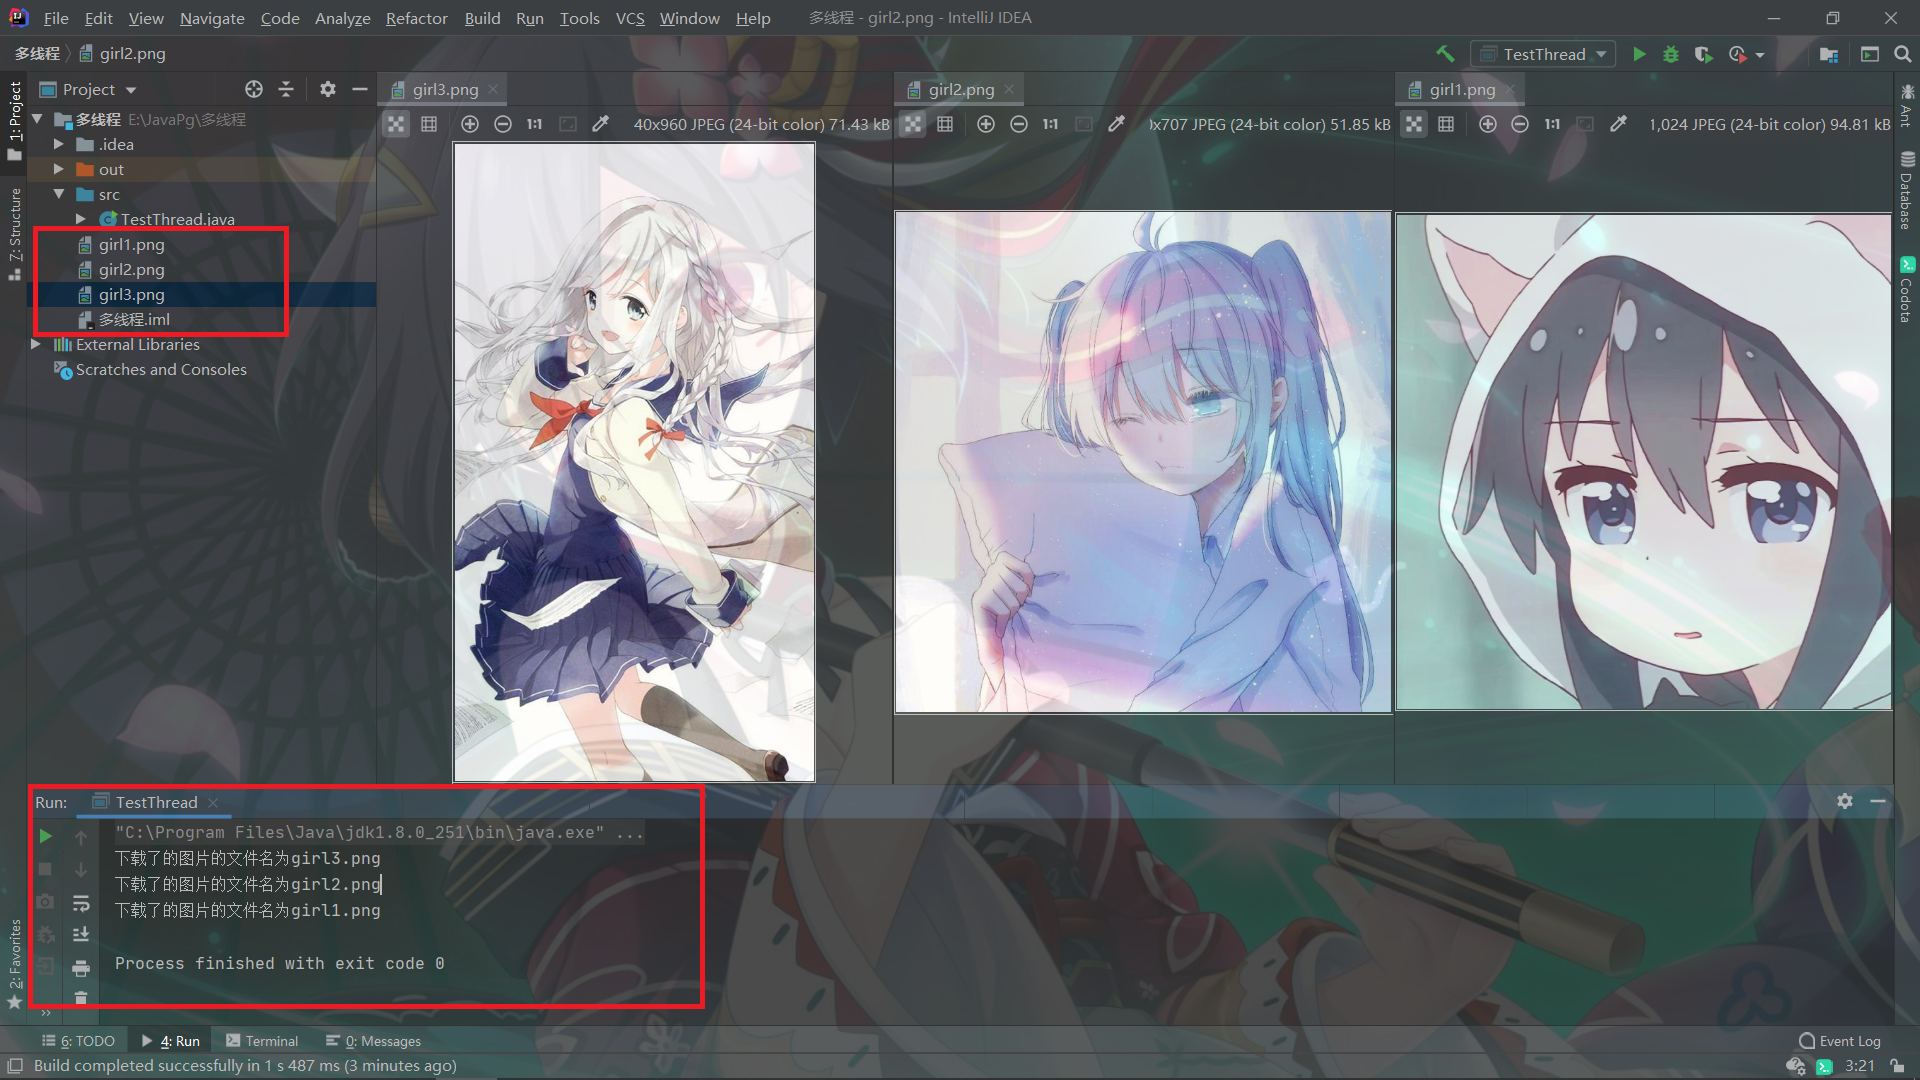 File Edit View Navigate Code Analyze Refactor Build Run Tools VCS Window Help 多线程 - girl2.png - IntelliJ IDEA
多线程 girl2.png TestThread
1: Project
Project
多线程 E:\JavaPg\多线程
.idea
out
src
TestThread.java
girl1.png
girl2.png
girl3.png
多线程.iml
External Libraries
Scratches and Consoles
7: Structure
2: Favorites
girl3.png
1:1 40x960 JPEG (24-bit color) 71.43 kB
girl2.png
1:1 x707 JPEG (24-bit color) 51.85 kB
girl1.png
1:1 1,024 JPEG (24-bit color) 94.81 kB
Ant
Database
Codota
Run: TestThread
"C:\Program Files\Java\jdk1.8.0_251\bin\java.exe" ...
下载了的图片的文件名为girl3.png
下载了的图片的文件名为girl2.png
下载了的图片的文件名为girl1.png
Process finished with exit code 0
6: TODO 4: Run Terminal 0: Messages Event Log
Build completed successfully in 1 s 487 ms (3 minutes ago) 3:21